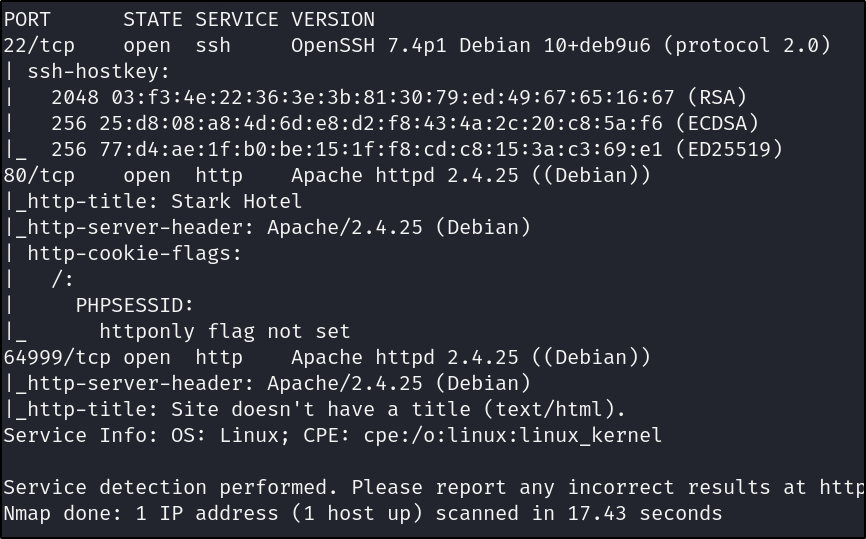 PORT      STATE SERVICE VERSION
22/tcp    open  ssh     OpenSSH 7.4p1 Debian 10+deb9u6 (protocol 2.0)
| ssh-hostkey:
|   2048 03:f3:4e:22:36:3e:3b:81:30:79:ed:49:67:65:16:67 (RSA)
|   256 25:d8:08:a8:4d:6d:e8:d2:f8:43:4a:2c:20:c8:5a:f6 (ECDSA)
|_  256 77:d4:ae:1f:b0:be:15:1f:f8:cd:c8:15:3a:c3:69:e1 (ED25519)
80/tcp    open  http    Apache httpd 2.4.25 ((Debian))
|_http-title: Stark Hotel
|_http-server-header: Apache/2.4.25 (Debian)
| http-cookie-flags:
|   /:
|     PHPSESSID:
|_      httponly flag not set
64999/tcp open  http    Apache httpd 2.4.25 ((Debian))
|_http-server-header: Apache/2.4.25 (Debian)
|_http-title: Site doesn't have a title (text/html).
Service Info: OS: Linux; CPE: cpe:/o:linux:linux_kernel

Service detection performed. Please report any incorrect results at http
Nmap done: 1 IP address (1 host up) scanned in 17.43 seconds